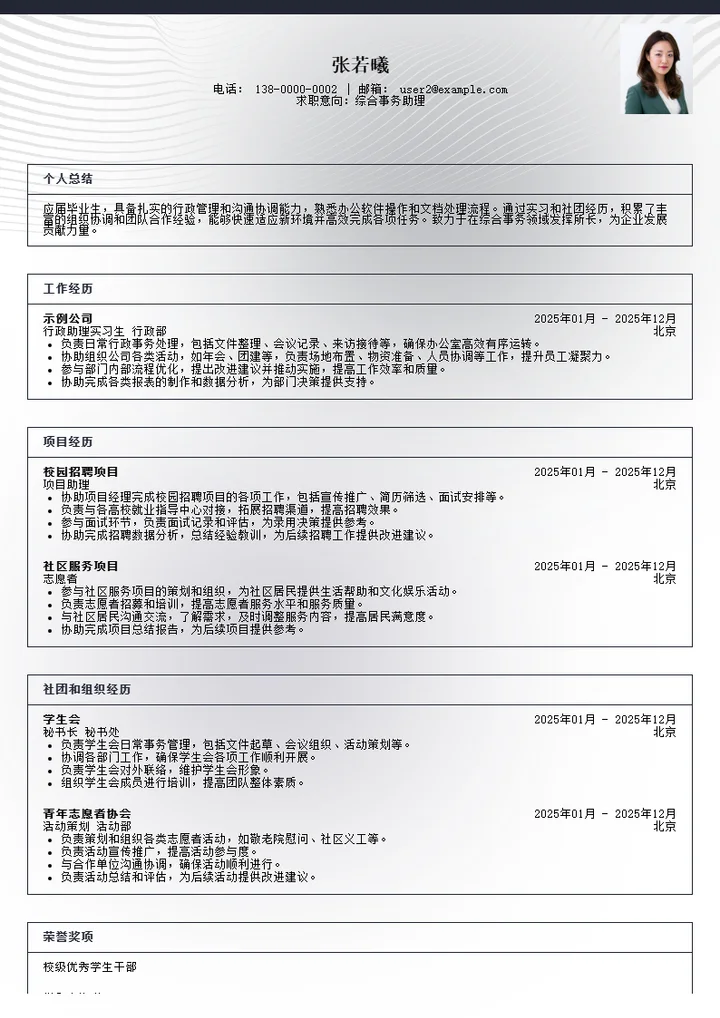 张若曦
电话: 138-0000-0002 | 邮箱: user2@example.com
求职意向: 综合事务助理
个人总结
应届毕业生，具备扎实的行政管理和沟通协调能力，熟悉办公软件操作和文档处理流程。通过实习和社团经历，积累了丰
富的组织协调和团队合作经验，能够快速适应新环境并高效完成各项任务。致力于在综合事务领域发挥所长，为企业发展
贡献力量。
工作经历
示例公司 2025年01月 - 2025年12月
行政助理实习生 行政部 北京
• 负责日常行政事务处理，包括文件整理、会议记录、来访接待等，确保办公室高效有序运转。
• 协助组织公司各类活动，如年会、团建等，负责场地布置、物资准备、人员协调等工作，提升员工凝聚力。
• 参与部门内部流程优化，提出改进建议并推动实施，提高工作效率和质量。
• 协助完成各类报表的制作和数据分析，为部门决策提供支持。
项目经历
校园招聘项目 2025年01月 - 2025年12月
项目助理 北京
• 协助项目经理完成校园招聘项目的各项工作，包括宣传推广、简历筛选、面试安排等。
• 负责与各高校就业指导中心对接，拓展招聘渠道，提高招聘效果。
• 参与面试环节，负责面试记录和评估，为录用决策提供参考。
• 协助完成招聘数据分析，总结经验教训，为后续招聘工作提供改进建议。
社区服务项目 2025年01月 - 2025年12月
志愿者 北京
• 参与社区服务项目的策划和组织，为社区居民提供生活帮助和文化娱乐活动。
• 负责志愿者招募和培训，提高志愿者服务水平和服务质量。
• 与社区居民沟通交流，了解需求，及时调整服务内容，提高居民满意度。
• 协助完成项目总结报告，为后续项目提供参考。
社团和组织经历
学生会 2025年01月 - 2025年12月
秘书长 秘书处 北京
• 负责学生会日常事务管理，包括文件起草、会议组织、活动策划等。
• 协调各部门工作，确保学生会各项工作顺利开展。
• 负责学生会对外联络，维护学生会形象。
• 组织学生会成员进行培训，提高团队整体素质。
青年志愿者协会 2025年01月 - 2025年12月
活动策划 活动部 北京
• 负责策划和组织各类志愿者活动，如敬老院慰问、社区义工等。
• 负责活动宣传推广，提高活动参与度。
• 与合作单位沟通协调，确保活动顺利进行。
• 负责活动总结和评估，为后续活动提供改进建议。
荣誉奖项
校级优秀学生干部